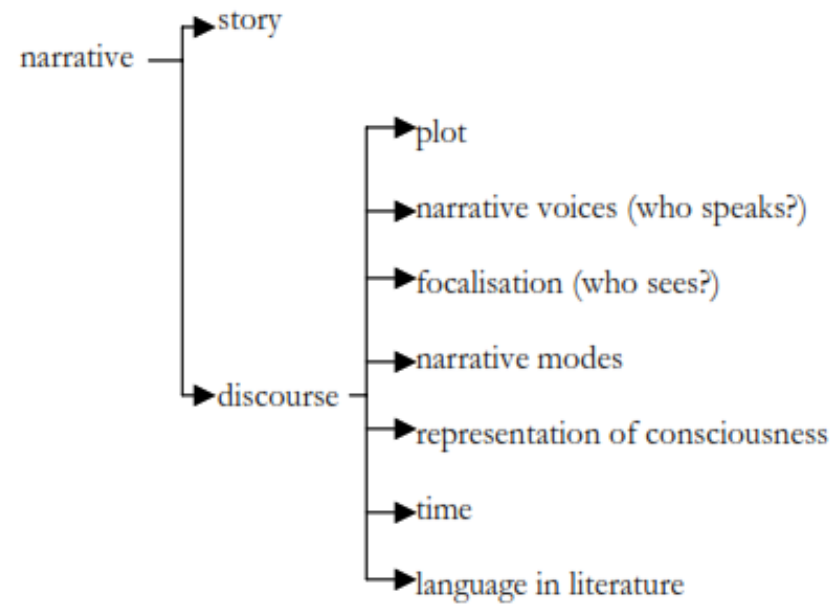 story
narrative
plot
narrative voices (who speaks?)
focalisation (who sees?)
narrative modes
discourse
representation of consciousness
time
language in literature